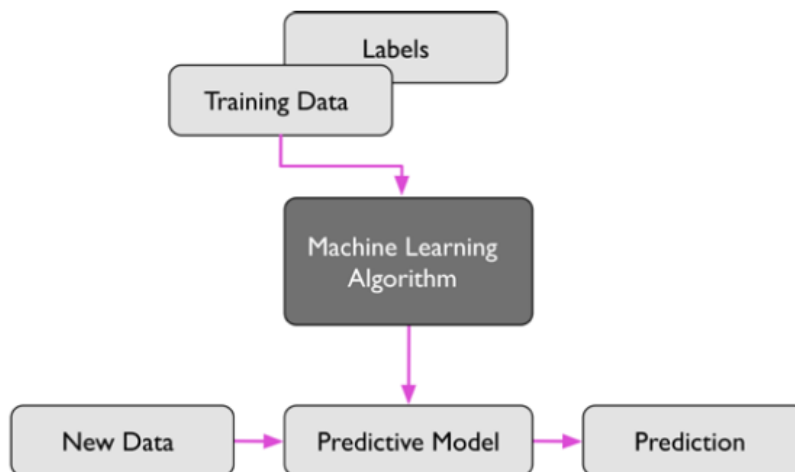 Labels
Training Data
Machine Learning
Algorithm
New Data
Predictive Model
Prediction